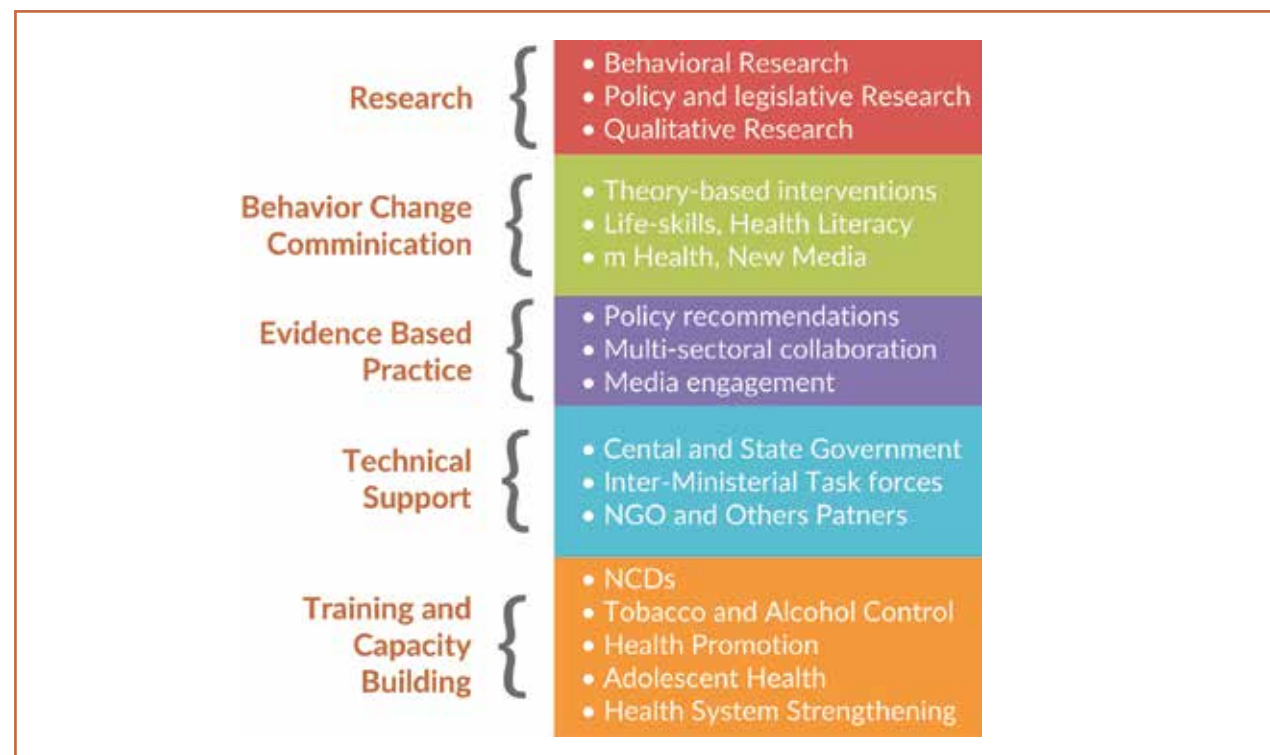 Research
• Behavioral Research
• Policy and legislative Research
• Qualitative Research
Behavior Change
Comminication
• Theory-based interventions
• Life-skills, Health Literacy
• m Health, New Media
Evidence Based
Practice
• Policy recommendations
• Multi-sectoral collaboration
• Media engagement
Technical
Support
• Cental and State Government
• Inter-Ministerial Task forces
• NGO and Others Patners
Training and
Capacity
Building
• NCDs
• Tobacco and Alcohol Control
• Health Promotion
• Adolescent Health
• Health System Strengthening